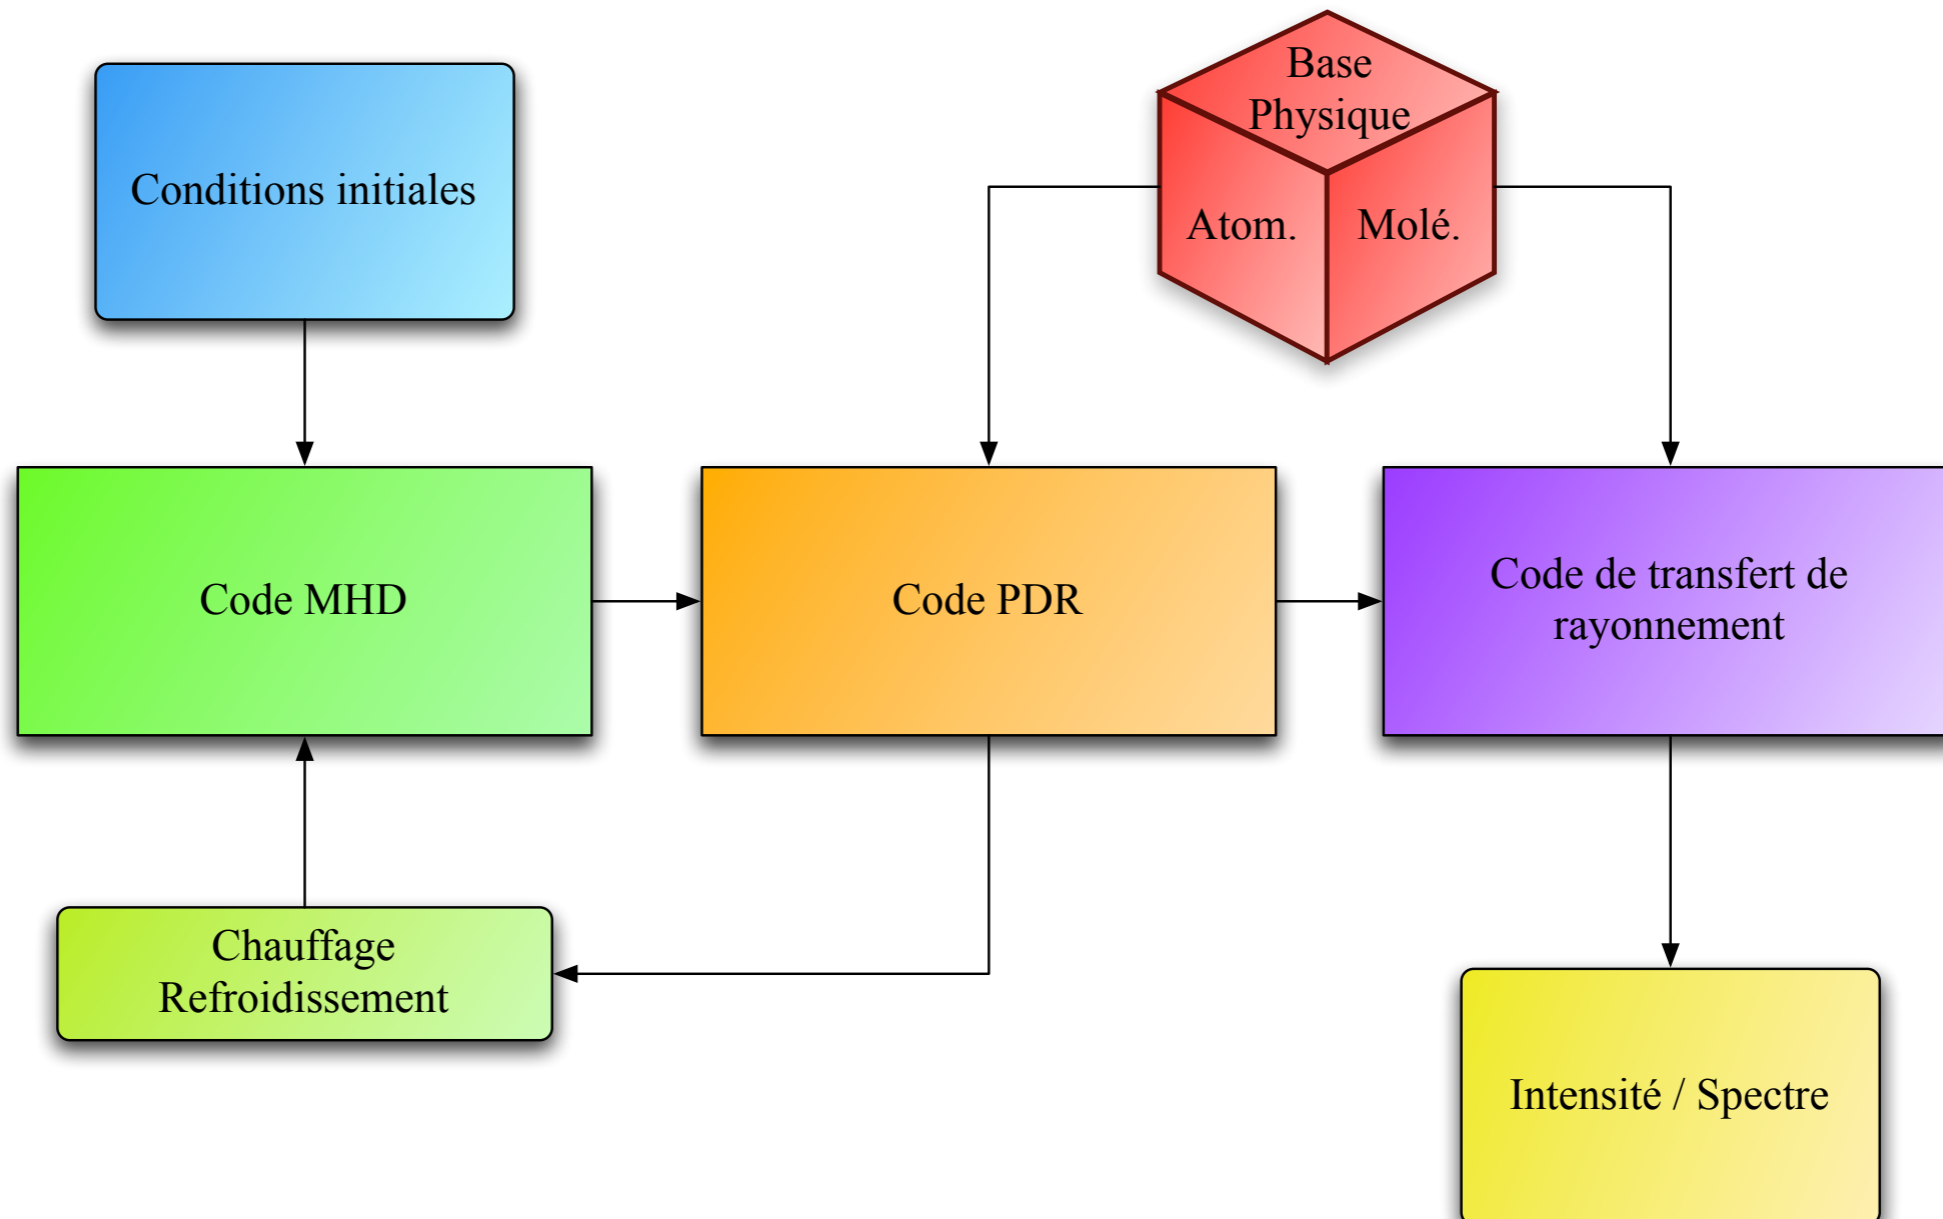 Base
Physique
Conditions initiales
Atom.
Molé.
Code MHD
Code PDR
Code de transfert de
rayonnement
Chauffage
Refroidissement
Intensité / Spectre